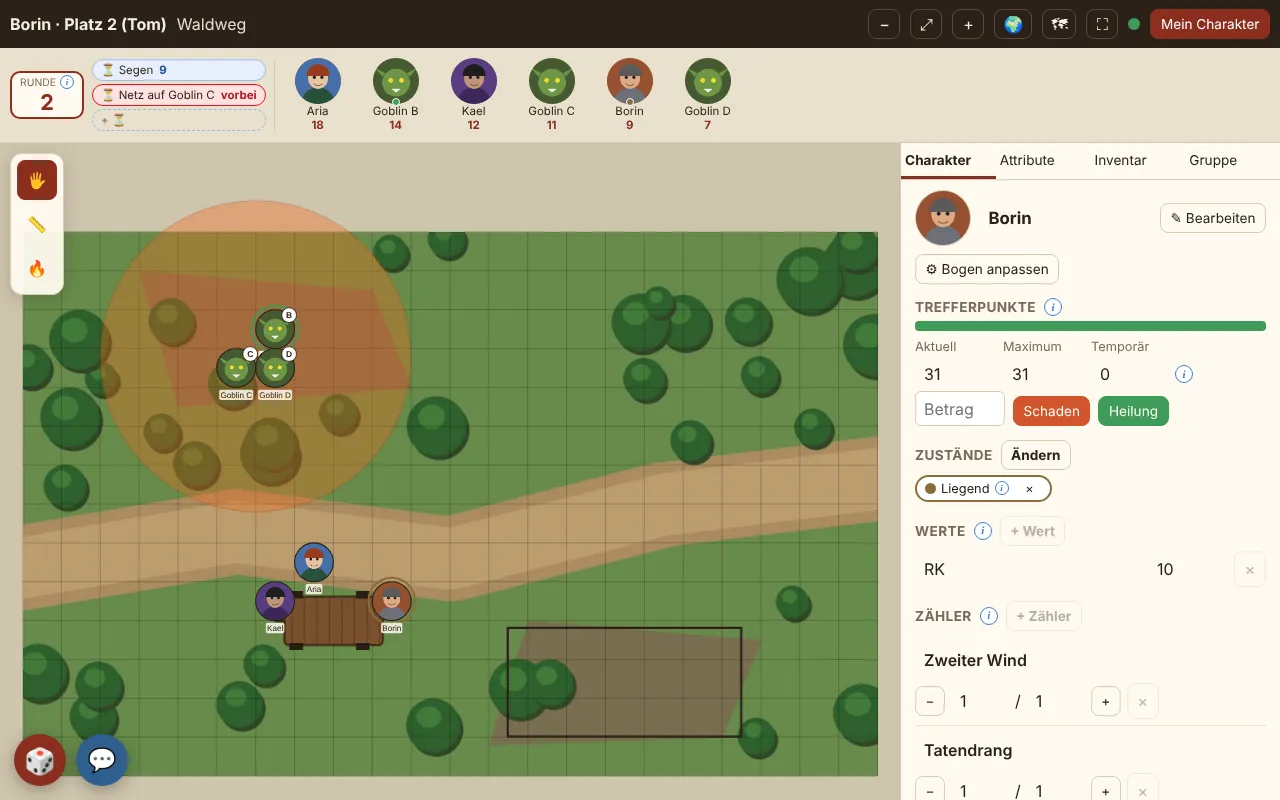 Borin · Platz 2 (Tom) Waldweg
− + Mein Charakter
RUNDE i
2
Segen 9
Netz auf Goblin C vorbei
+
Aria
18
Goblin B
14
Kael
12
Goblin C
11
Borin
9
Goblin D
7
Charakter Attribute Inventar Gruppe
Borin
✎ Bearbeiten
⚙ Bogen anpassen
TREFFERPUNKTE i
Aktuell Maximum Temporär
31 31 0 i
Betrag Schaden Heilung
ZUSTÄNDE Ändern
Liegend i ×
WERTE i + Wert
RK 10 ×
ZÄHLER i + Zähler
Zweiter Wind
− 1 / 1 + ×
Tatendrang
− 1 / 1 + ×
B
C D
Goblin C Goblin D
Aria
Kael Borin